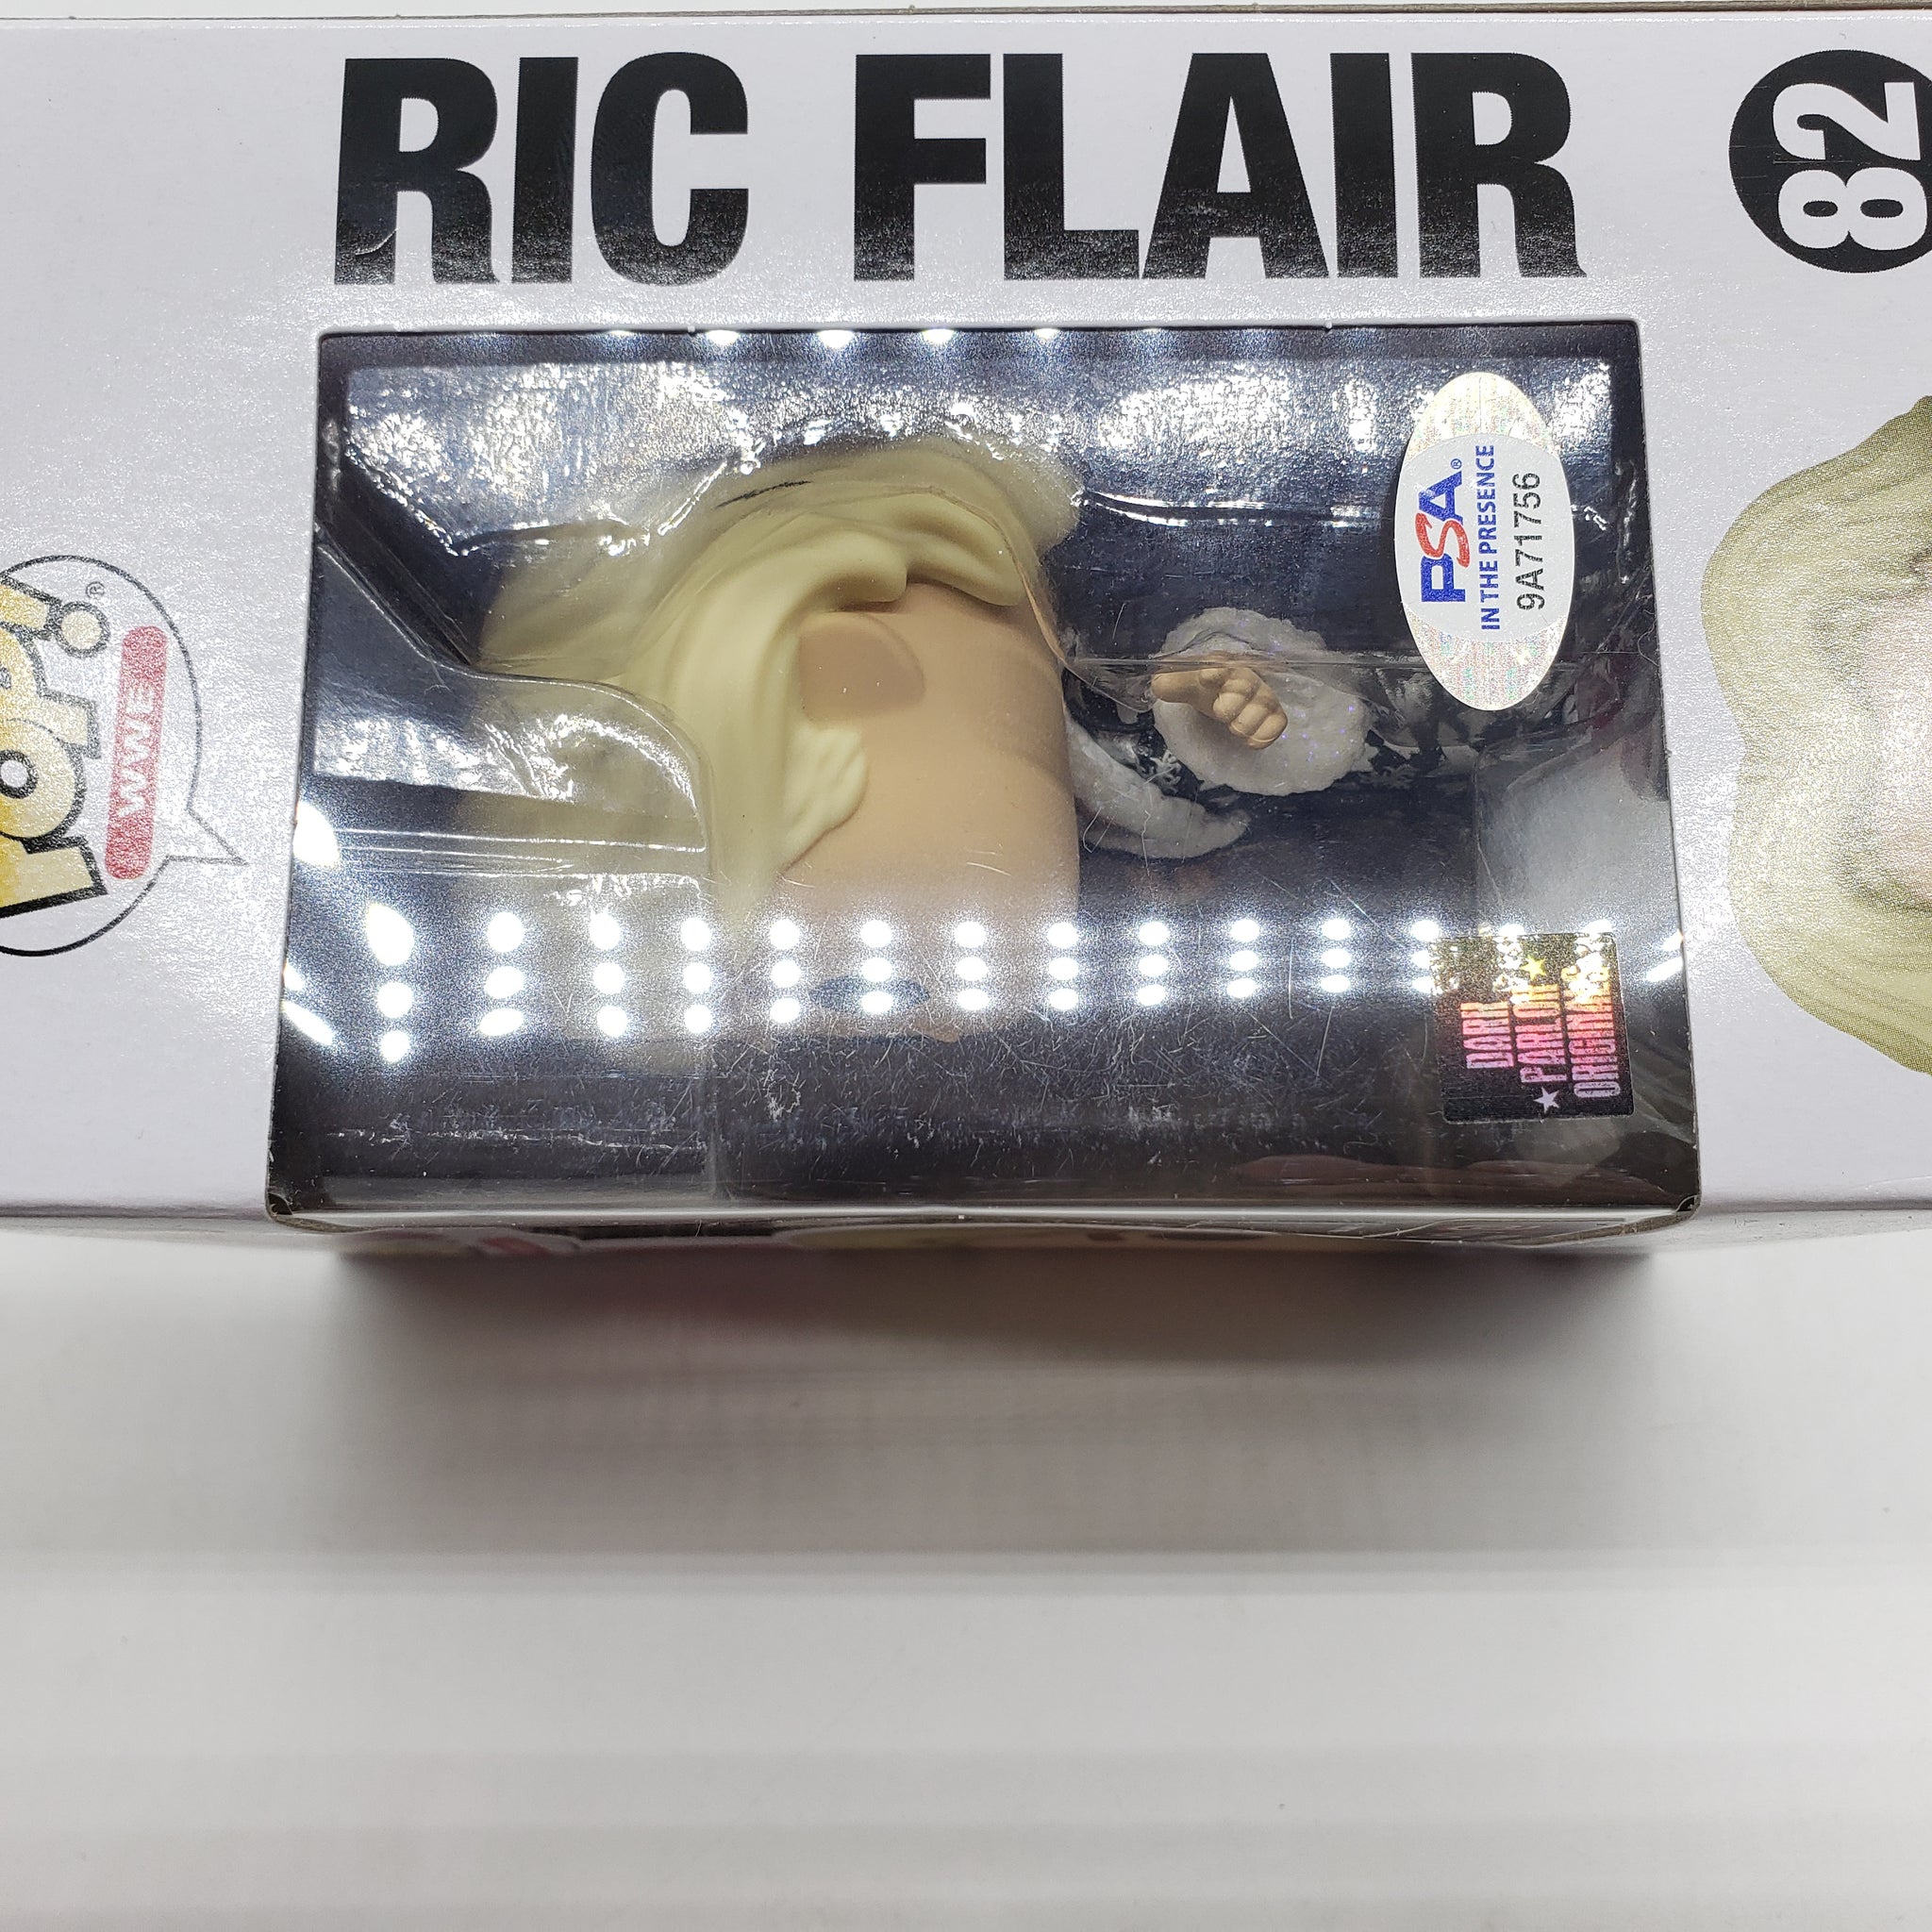 RIC FLAIR
82
POP!®
WWE
PSA®
IN THE PRESENCE
9A71756
DARK
PARLOR
ORIGINALS